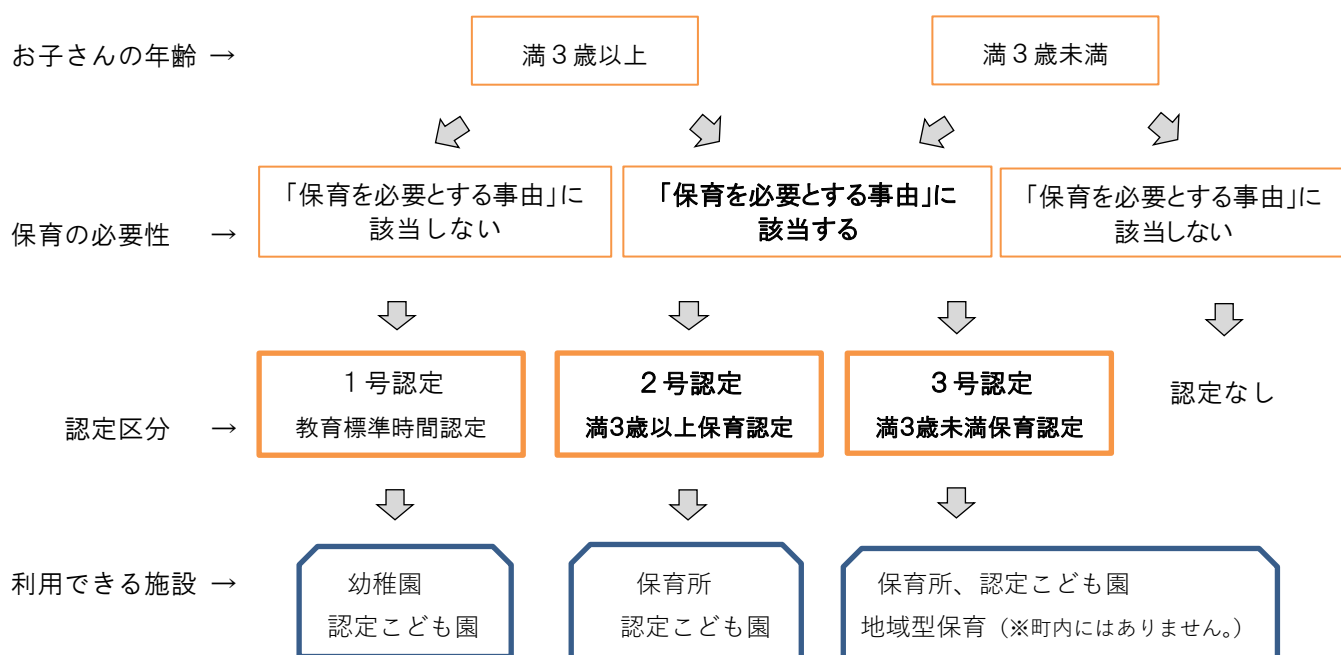 お子さんの年齢 →
満３歳以上
満３歳未満
保育の必要性 →
「保育を必要とする事由」に
該当しない
「保育を必要とする事由」に
該当する
「保育を必要とする事由」に
該当しない
認定区分 →
１号認定
教育標準時間認定
２号認定
満3歳以上保育認定
３号認定
満3歳未満保育認定
認定なし
利用できる施設 →
幼稚園
認定こども園
保育所
認定こども園
保育所、認定こども園
地域型保育（※町内にはありません。）